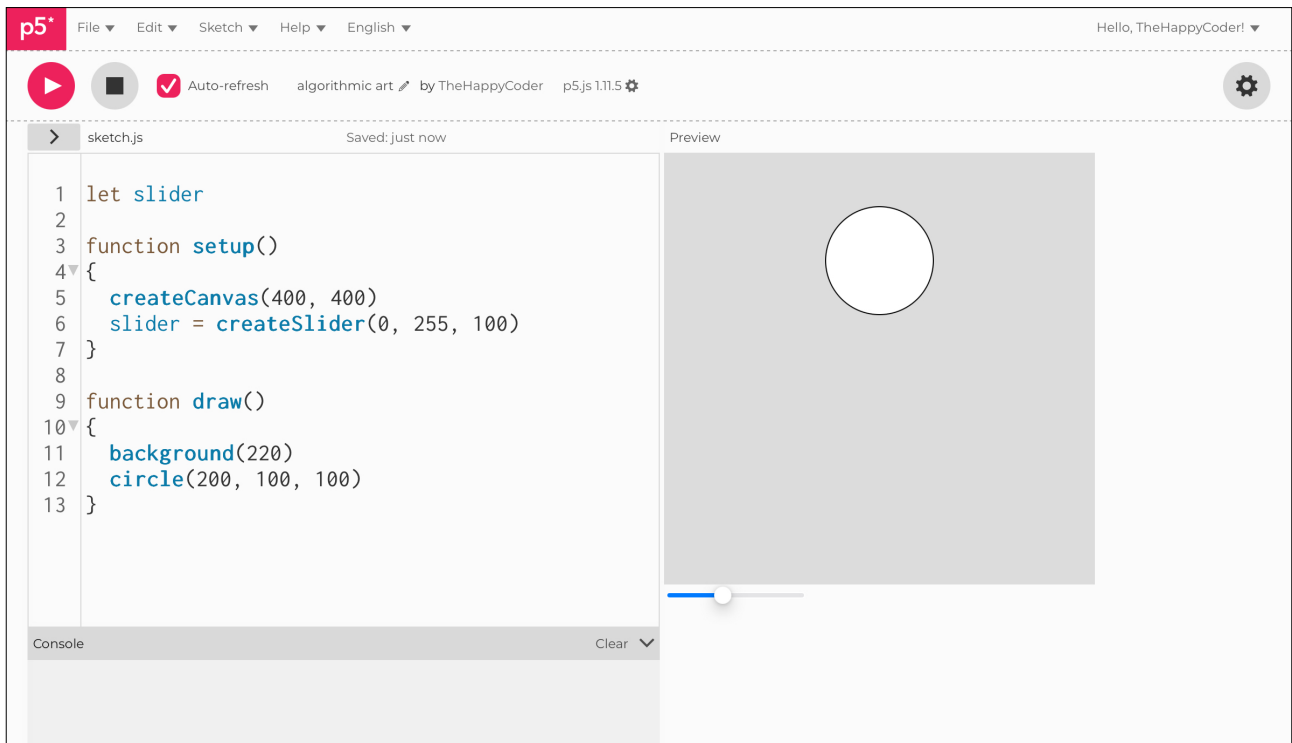 p5* File Edit Sketch Help English Hello, TheHappyCoder!
Auto-refresh algorithmic art by TheHappyCoder p5.js 1.11.5
sketch.js Saved: just now Preview
1 let slider
2
3 function setup()
4 {
5 createCanvas(400, 400)
6 slider = createSlider(0, 255, 100)
7 }
8
9 function draw()
10 {
11 background(220)
12 circle(200, 100, 100)
13 }
Console Clear